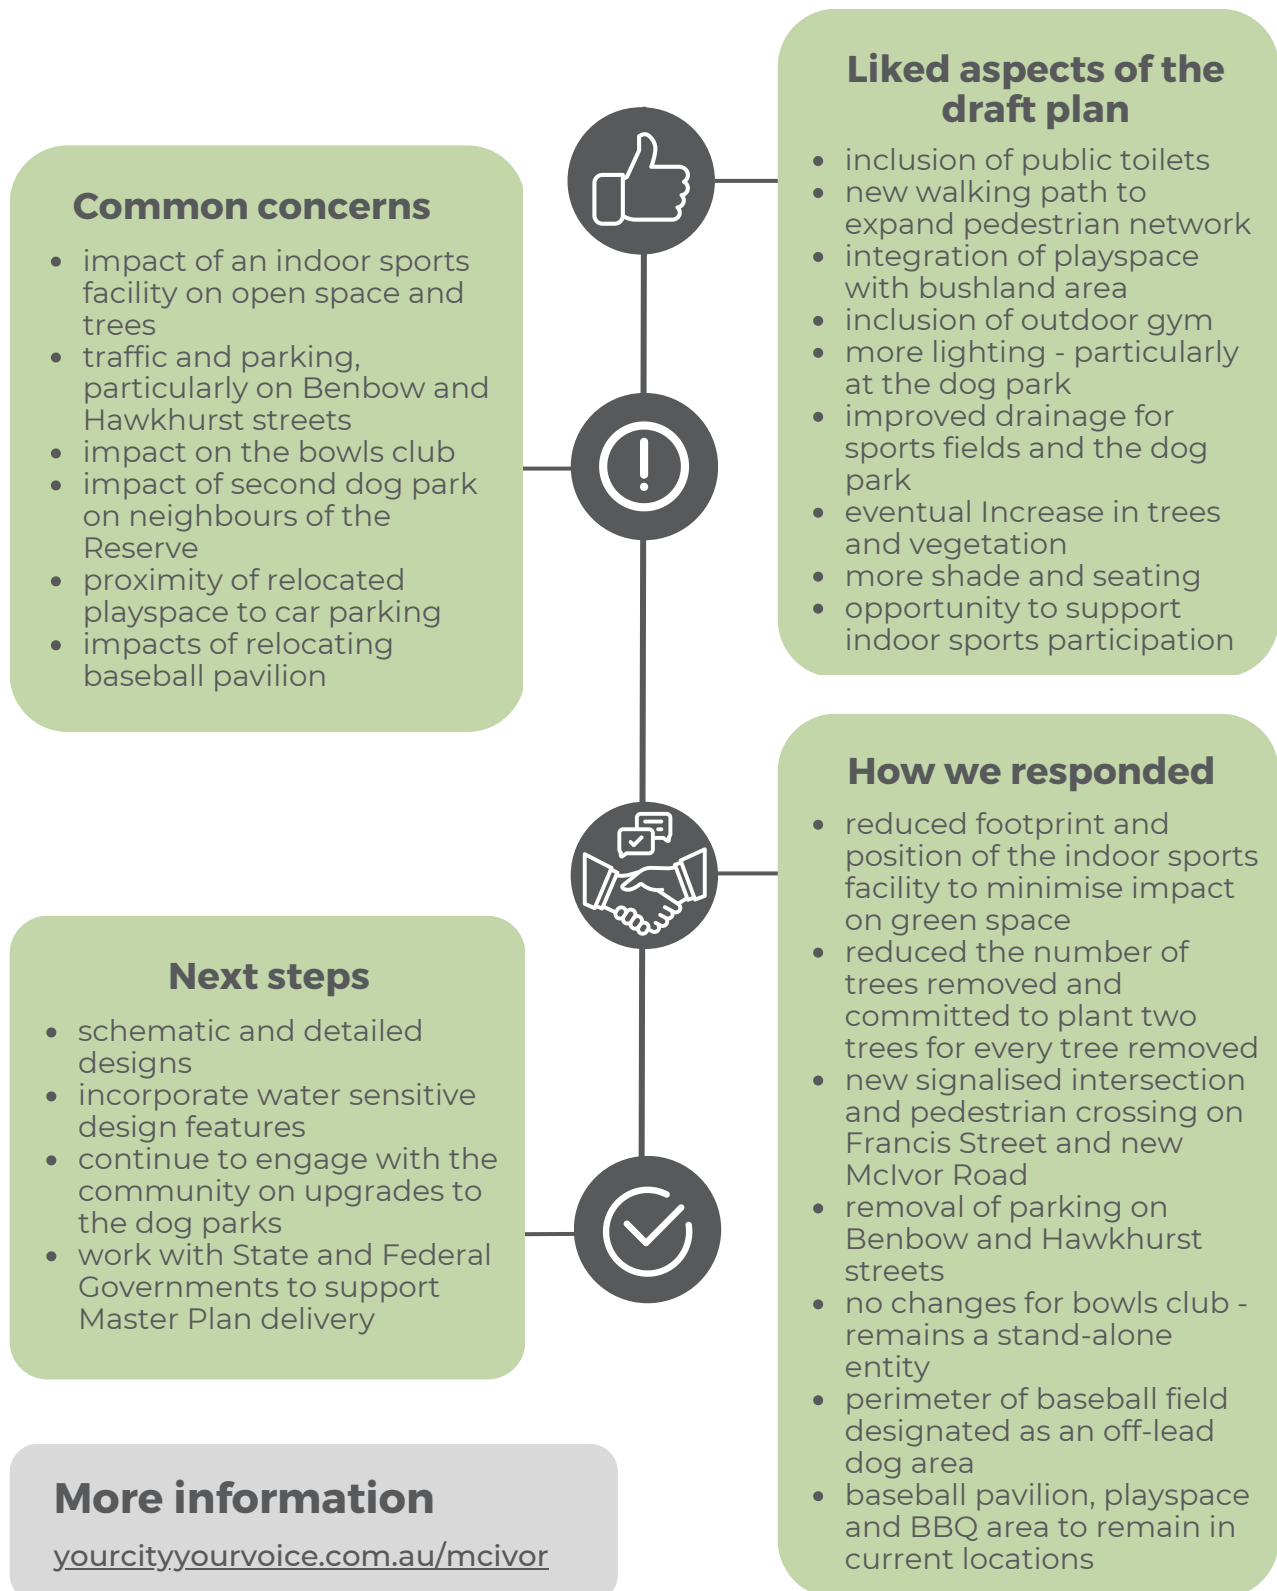 Liked aspects of the
draft plan
• inclusion of public toilets
• new walking path to
expand pedestrian network
• integration of playspace
with bushland area
• inclusion of outdoor gym
• more lighting - particularly
at the dog park
• improved drainage for
sports fields and the dog
park
• eventual Increase in trees
and vegetation
• more shade and seating
• opportunity to support
indoor sports participation
Common concerns
• impact of an indoor sports
facility on open space and
trees
• traffic and parking,
particularly on Benbow and
Hawkhurst streets
• impact on the bowls club
• impact of second dog park
on neighbours of the
Reserve
• proximity of relocated
playspace to car parking
• impacts of relocating
baseball pavilion
How we responded
• reduced footprint and
position of the indoor sports
facility to minimise impact
on green space
• reduced the number of
trees removed and
committed to plant two
trees for every tree removed
• new signalised intersection
and pedestrian crossing on
Francis Street and new
McIvor Road
• removal of parking on
Benbow and Hawkhurst
streets
• no changes for bowls club -
remains a stand-alone
entity
• perimeter of baseball field
designated as an off-lead
dog area
• baseball pavilion, playspace
and BBQ area to remain in
current locations
Next steps
• schematic and detailed
designs
• incorporate water sensitive
design features
• continue to engage with the
community on upgrades to
the dog parks
• work with State and Federal
Governments to support
Master Plan delivery
More information
yourcityyourvoice.com.au/mcivor